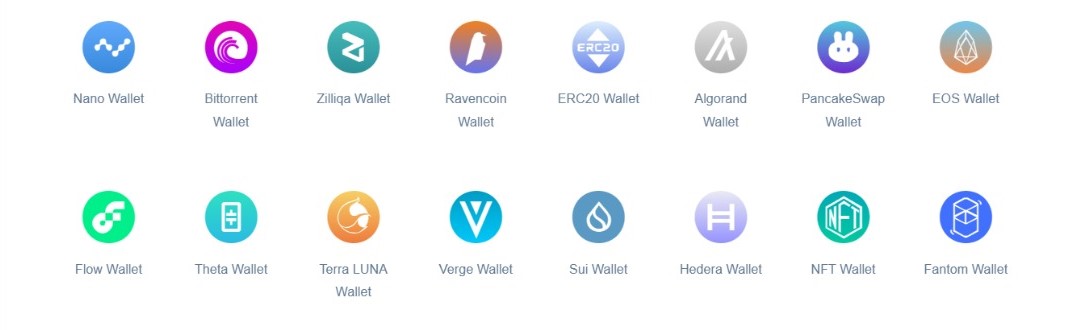 ERC20
Nano Wallet
Bittorrent
Wallet
Zilliqa Wallet
Ravencoin
Wallet
ERC20 Wallet
Algorand
Wallet
PancakeSwap
Wallet
EOS Wallet
NFT
Flow Wallet
Theta Wallet
Terra LUNA
Wallet
Verge Wallet
Sui Wallet
Hedera Wallet
NFT Wallet
Fantom Wallet